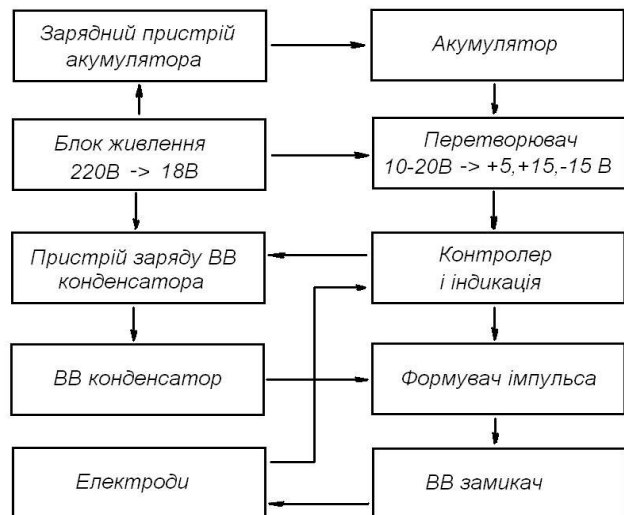 Зарядний пристрій
акумулятора
Акумулятор
Блок живлення
220В -> 18В
Перетворювач
10-20В -> +5,+15,-15 В
Пристрій заряду ВВ
конденсатора
Контролер
і індикація
ВВ конденсатор
Формувач імпульса
Електроди
ВВ замикач